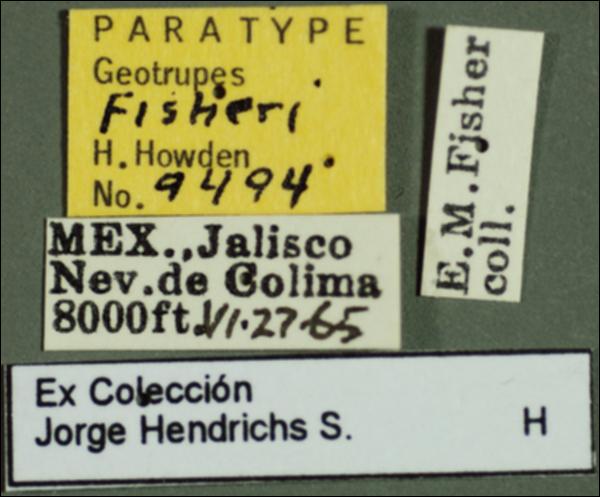 PARATYPE
Geotrupes
Fisheri
H. Howden
No. 9494
MEX., Jalisco
Nev. de Colima
8000ft. VI-27-65
E.M. Fisher
coll.
Ex Colección
Jorge Hendrichs S.
H